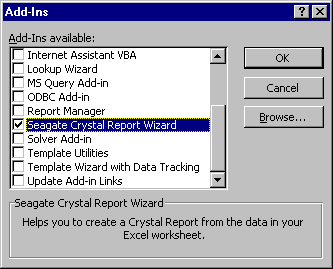 Add-Ins
Add-Ins available:
Internet Assistant VBA
Lookup Wizard
MS Query Add-in
ODBC Add-in
Report Manager
Seagate Crystal Report Wizard
Solver Add-in
Template Utilities
Template Wizard with Data Tracking
Update Add-in Links
OK
Cancel
Browse...
Seagate Crystal Report Wizard
Helps you to create a Crystal Report from the data in your
Excel worksheet.